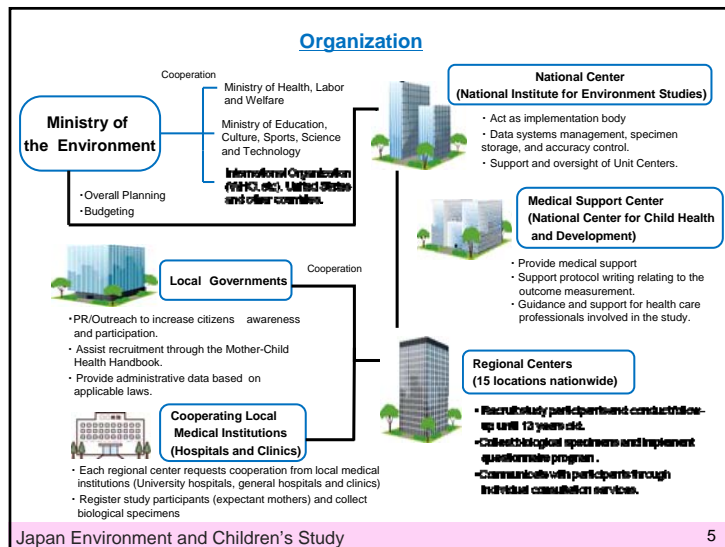 Organization
Cooperation
Ministry of
the Environment
Ministry of Health, Labor
and Welfare
Ministry of Education,
Culture, Sports, Science
and Technology
International Organization
(WHO, etc), United States
and other countries.
・Overall Planning
・Budgeting
National Center
(National Institute for Environment Studies)
・ Act as implementation body
・ Data systems management, specimen
storage, and accuracy control.
・ Support and oversight of Unit Centers.
Medical Support Center
(National Center for Child Health
and Development)
・ Provide medical support
・ Support protocol writing relating to the
outcome measurement.
・ Guidance and support for health care
professionals involved in the study.
Local Governments
Cooperation
・PR/Outreach to increase citizens awareness
and participation.
・ Assist recruitment through the Mother-Child
Health Handbook.
・ Provide administrative data based on
applicable laws.
Regional Centers
(15 locations nationwide)
・Recruit study participants and conduct follow-
up until 13 years old.
・Collect biological specimens and implement
questionnaire program .
・Communicate with participants through
individual consultation services.
Cooperating Local
Medical Institutions
(Hospitals and Clinics)
・ Each regional center requests cooperation from local medical
institutions (University hospitals, general hospitals and clinics)
・ Register study participants (expectant mothers) and collect
biological specimens
Japan Environment and Children's Study
5